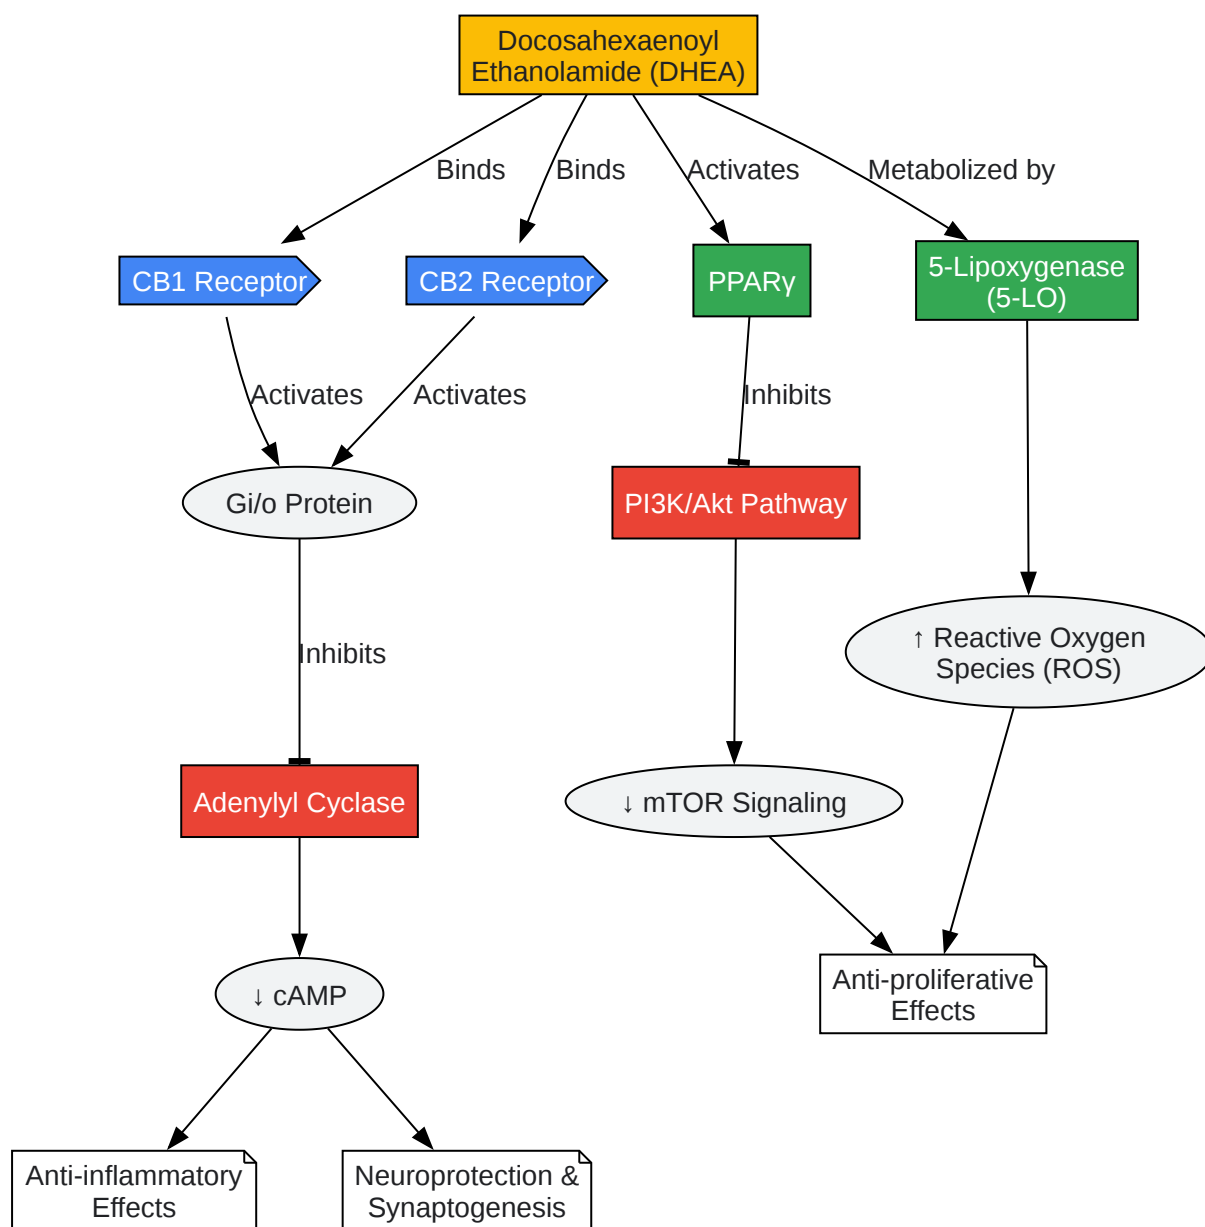 Docosahexaenoyl
Ethanolamide (DHEA)
Binds
Binds
Activates
Metabolized by
CB1 Receptor
CB2 Receptor
PPARγ
5-Lipoxygenase
(5-LO)
Activates
Activates
Inhibits
Gi/o Protein
PI3K/Akt Pathway
Inhibits
↑ Reactive Oxygen
Species (ROS)
Adenylyl Cyclase
↓ mTOR Signaling
↓ cAMP
Anti-proliferative
Effects
Anti-inflammatory
Effects
Neuroprotection &
Synaptogenesis